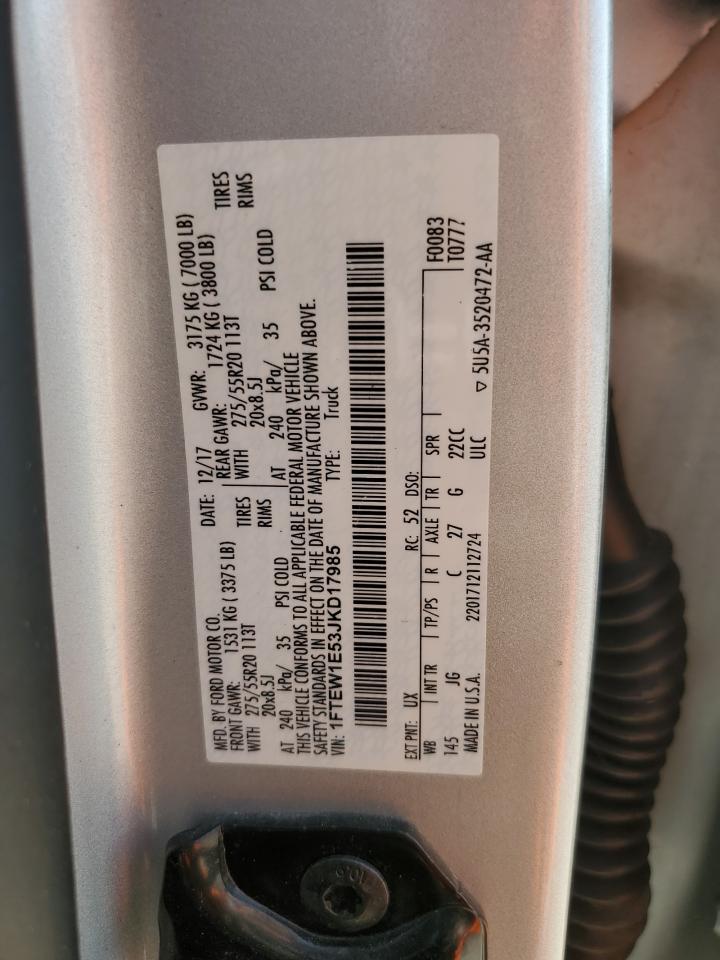 MFD. BY FORD MOTOR CO.
DATE: 12/17 GVWR: 3175 KG ( 7000 LB)
FRONT GAWR: 1531 KG ( 3375 LB) REAR GAWR: 1724 KG ( 3800 LB)
WITH 275/55R20 113T TIRES WITH 275/55R20 113T TIRES
20x8.5J RIMS 20x8.5J RIMS
AT 240 kPa/ 35 PSI COLD AT 240 kPa/ 35 PSI COLD
THIS VEHICLE CONFORMS TO ALL APPLICABLE FEDERAL MOTOR VEHICLE
SAFETY STANDARDS IN EFFECT ON THE DATE OF MANUFACTURE SHOWN ABOVE.
VIN: 1FTEW1E53JKD17985 TYPE: Truck
EXT PNT: UX RC: 52 DSO: F0083
WB INT TR TP/PS R AXLE TR SPR T0777
145 JG C 27 G 22CC
MADE IN U.S.A. 2201712112724 ULC
▽ 5U5A-3520472-AA
10.9